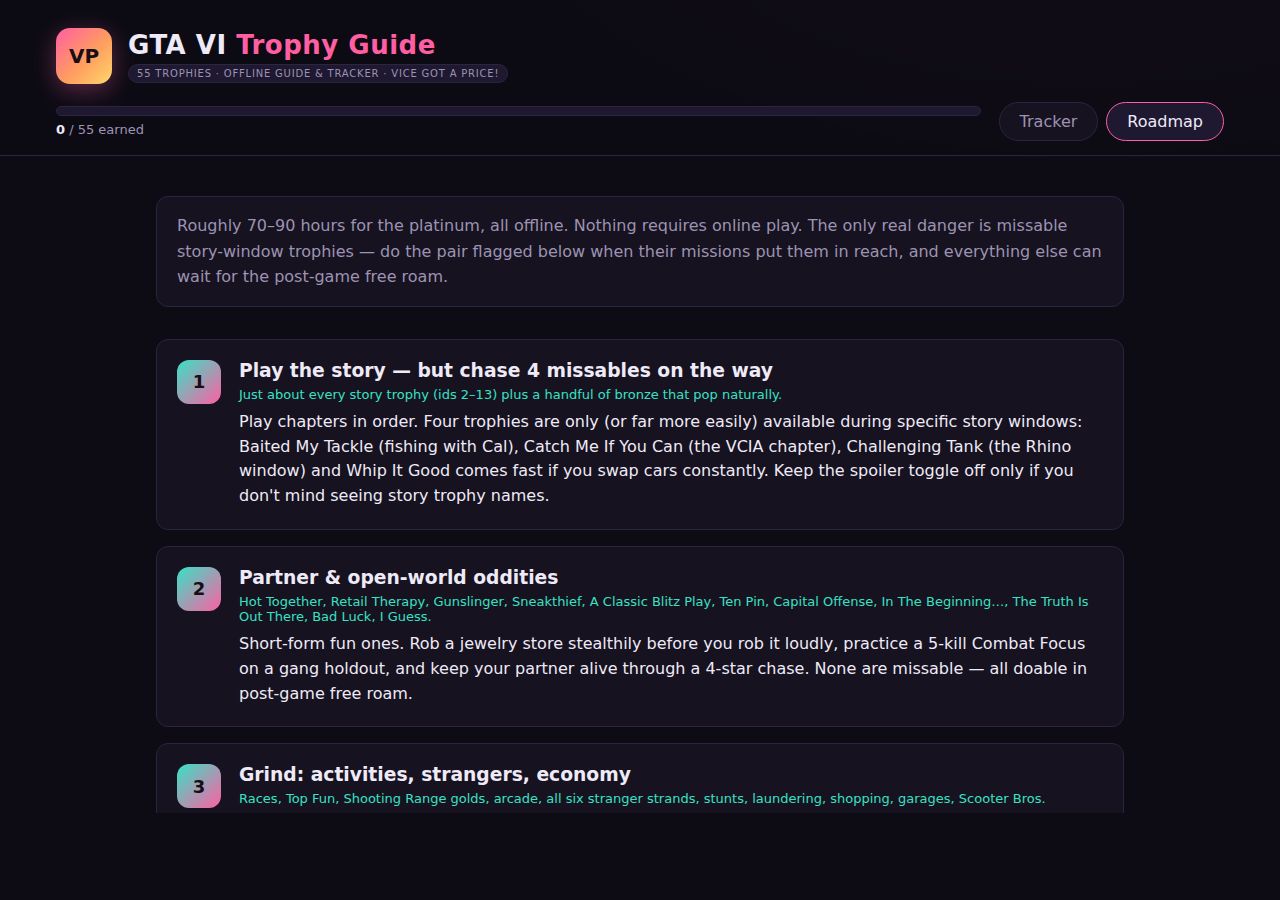 VP
GTA VI Trophy Guide
55 TROPHIES · OFFLINE GUIDE & TRACKER · VICE GOT A PRICE!
0 / 55 earned
Tracker
Roadmap
Roughly 70–90 hours for the platinum, all offline. Nothing requires online play. The only real danger is missable
story-window trophies — do the pair flagged below when their missions put them in reach, and everything else can
wait for the post-game free roam.
1
Play the story — but chase 4 missables on the way
Just about every story trophy (ids 2–13) plus a handful of bronze that pop naturally.
Play chapters in order. Four trophies are only (or far more easily) available during specific story windows:
Baited My Tackle (fishing with Cal), Catch Me If You Can (the VCIA chapter), Challenging Tank (the Rhino
window) and Whip It Good comes fast if you swap cars constantly. Keep the spoiler toggle off only if you
don't mind seeing story trophy names.
2
Partner & open-world oddities
Hot Together, Retail Therapy, Gunslinger, Sneakthief, A Classic Blitz Play, Ten Pin, Capital Offense, In The Beginning…, The Truth Is
Out There, Bad Luck, I Guess.
Short-form fun ones. Rob a jewelry store stealthily before you rob it loudly, practice a 5-kill Combat Focus
on a gang holdout, and keep your partner alive through a 4-star chase. None are missable — all doable in
post-game free roam.
3
Grind: activities, strangers, economy
Races, Top Fun, Shooting Range golds, arcade, all six stranger strands, stunts, laundering, shopping, garages, Scooter Bros.